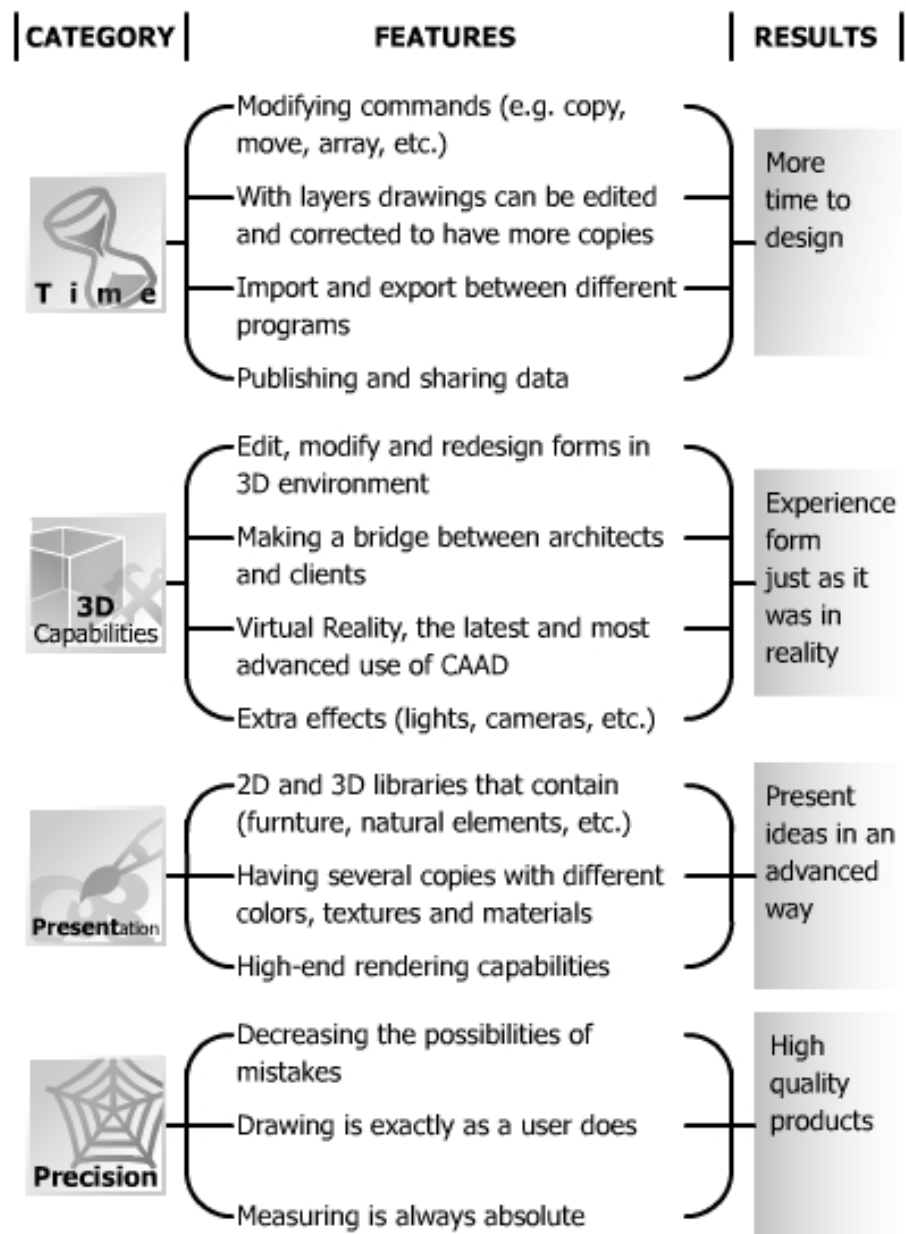 CATEGORY
FEATURES
RESULTS
Time
Modifying commands (e.g. copy,
move, array, etc.)
With layers drawings can be edited
and corrected to have more copies
Import and export between different
programs
Publishing and sharing data
More
time to
design
3D
Capabilities
Edit, modify and redesign forms in
3D environment
Making a bridge between architects
and clients
Virtual Reality, the latest and most
advanced use of CAAD
Extra effects (lights, cameras, etc.)
Experience
form
just as it
was in
reality
Presentation
2D and 3D libraries that contain
(furnture, natural elements, etc.)
Having several copies with different
colors, textures and materials
High-end rendering capabilities
Present
ideas in an
advanced
way
Precision
Decreasing the possibilities of
mistakes
Drawing is exactly as a user does
Measuring is always absolute
High
quality
products